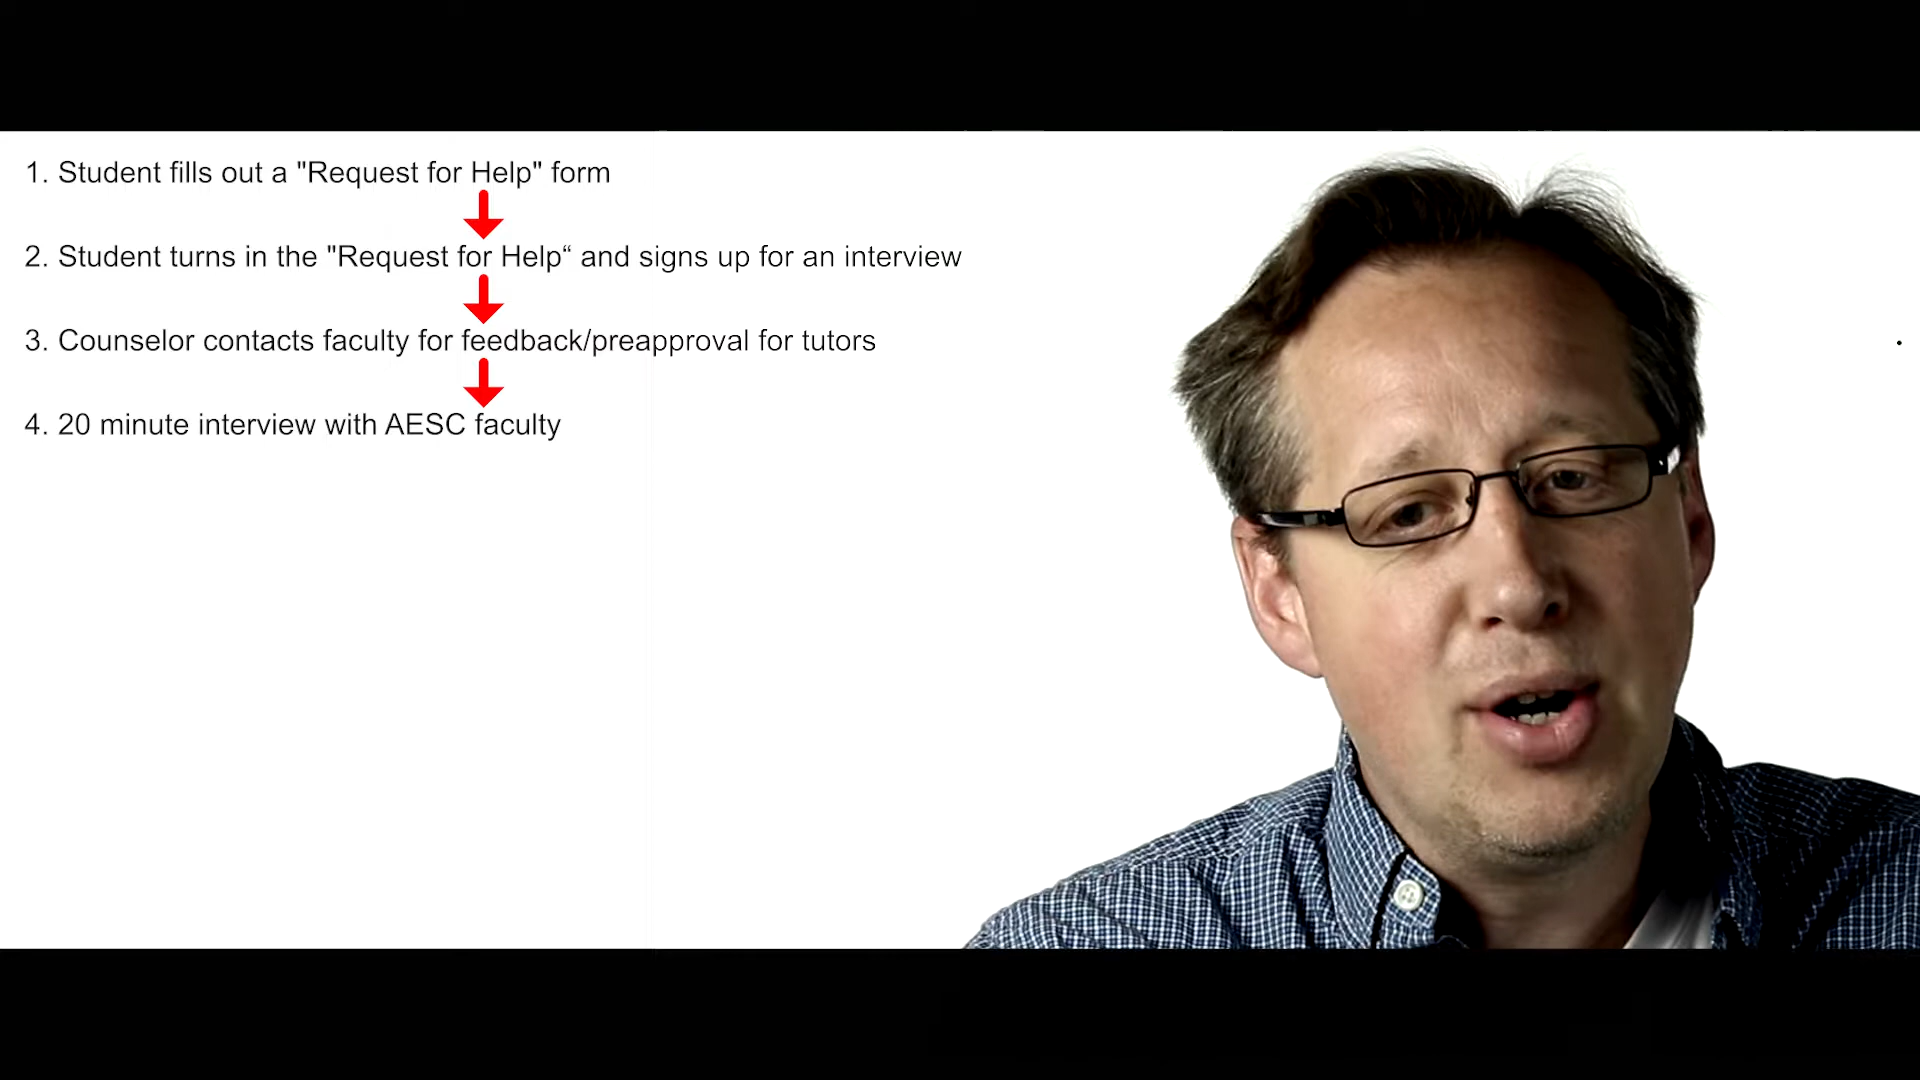 1. Student fills out a "Request for Help" form
2. Student turns in the "Request for Help“ and signs up for an interview
3. Counselor contacts faculty for feedback/preapproval for tutors
4. 20 minute interview with AESC faculty